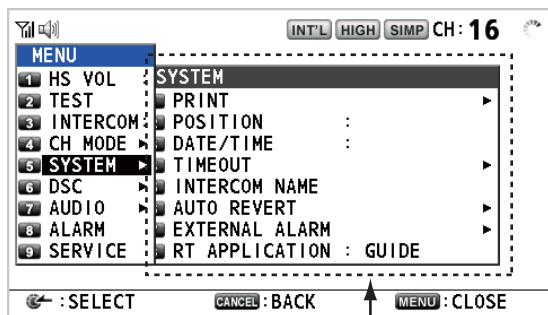 INT'L HIGH SIMP CH: 16
MENU
1 HS VOL :
2 TEST
3 INTERCOM:
4 CH MODE
5 SYSTEM
6 DSC
7 AUDIO
8 ALARM
9 SERVICE
SYSTEM
PRINT
POSITION :
DATE/TIME :
TIMEOUT
INTERCOM NAME
AUTO REVERT
EXTERNAL ALARM
RT APPLICATION : GUIDE
:SELECT
CANCEL :BACK
MENU :CLOSE